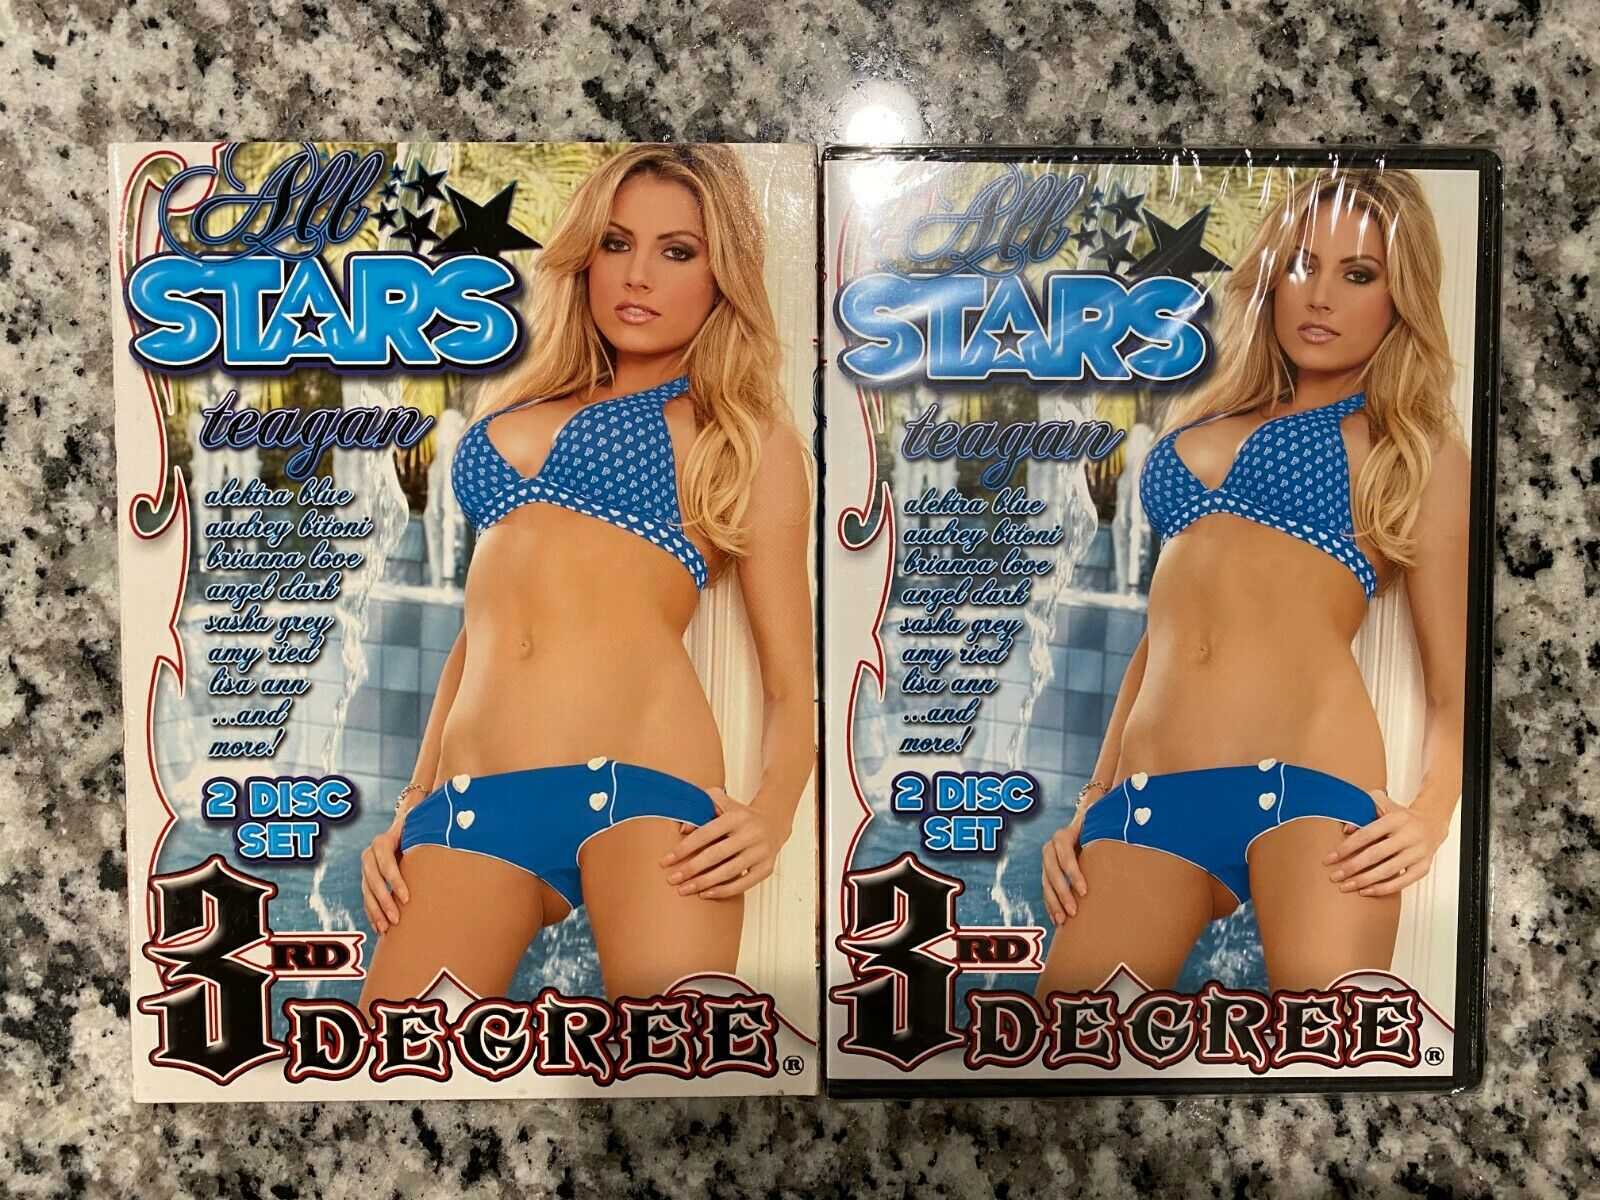 All
STARS
teagan
alektra blue
audrey bitoni
brianna love
angel dark
sasha grey
amy ried
lisa ann
...and
more!
2 DISC
SET
3RD
DEGREE®
All
STARS
teagan
alektra blue
audrey bitoni
brianna love
angel dark
sasha grey
amy ried
lisa ann
...and
more!
2 DISC
SET
3RD
DEGREE®